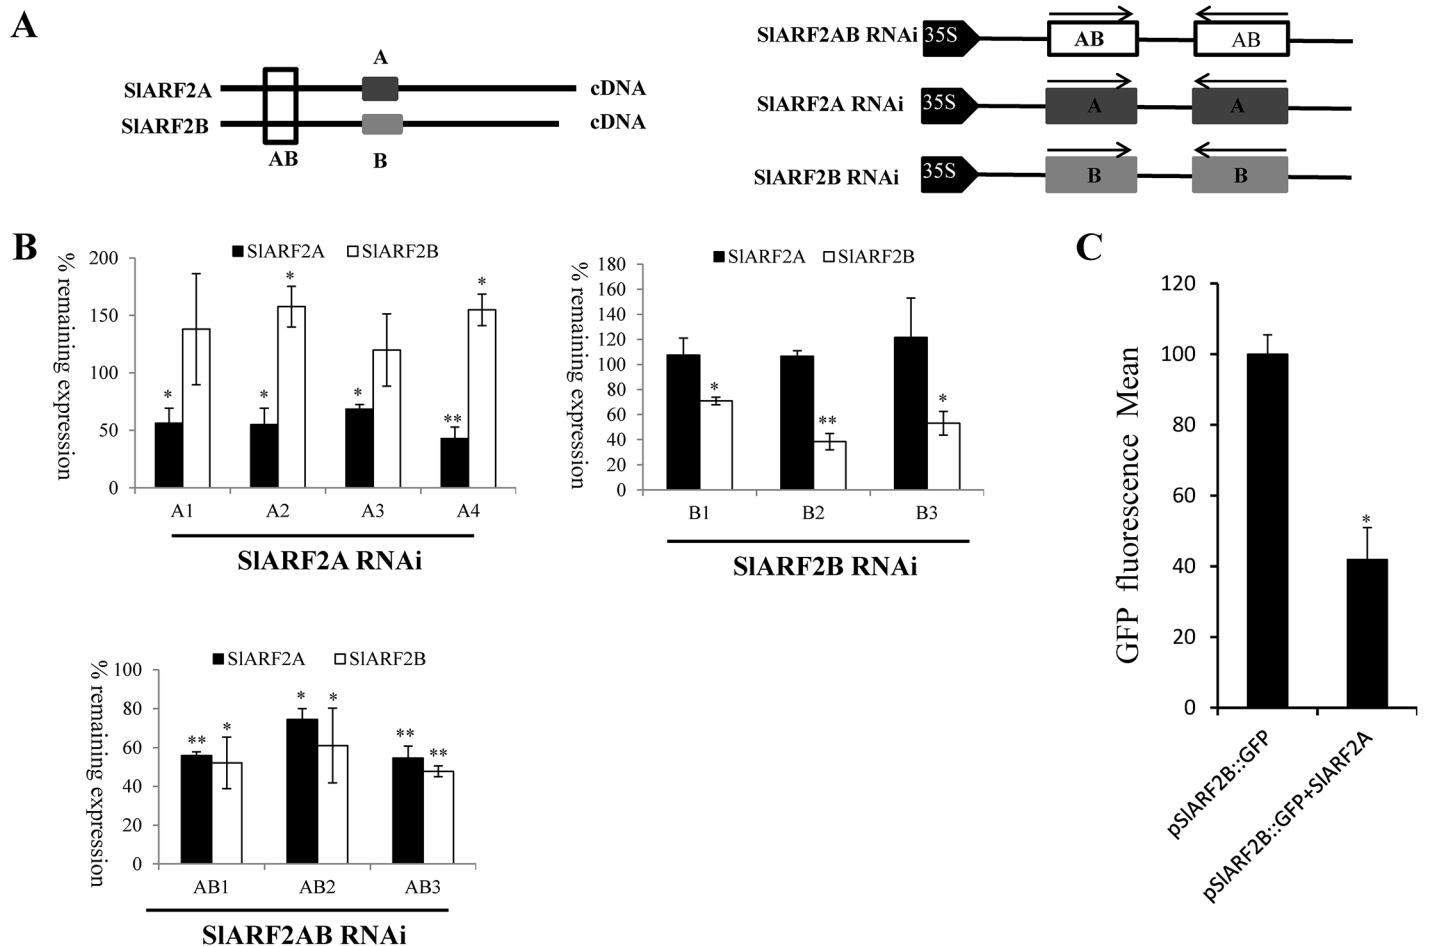 A
A
SlARF2A cDNA
SlARF2B cDNA
AB B
SlARF2AB RNAi 35S AB AB
SlARF2A RNAi 35S A A
SlARF2B RNAi 35S B B
B
% remaining expression
SlARF2A SlARF2B
200
150
100
50
0
* * * * * **
A1 A2 A3 A4
SlARF2A RNAi
% remaining expression
SlARF2A SlARF2B
180
160
140
120
100
80
60
40
20
0
* ** *
B1 B2 B3
SlARF2B RNAi
% remaining expression
SlARF2A SlARF2B
100
80
60
40
20
0
** * * * ** **
AB1 AB2 AB3
SlARF2AB RNAi
C
GFP fluorescence Mean
120
100
80
60
40
20
0
*
pSlARF2B::GFP
pSlARF2B::GFP+SlARF2A